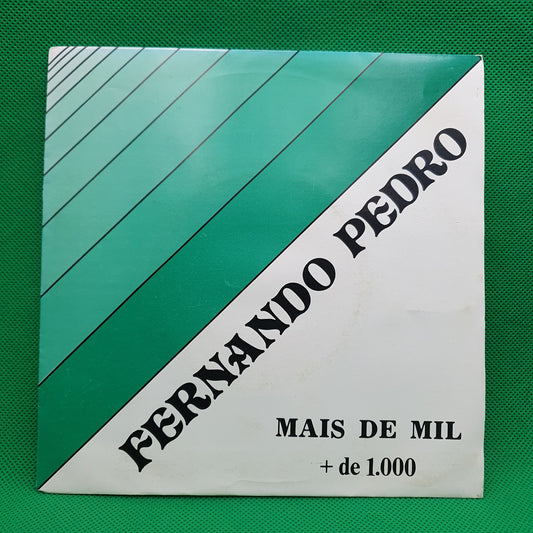 FERNANDO PEDRO
MAIS DE MIL
+ de 1.000